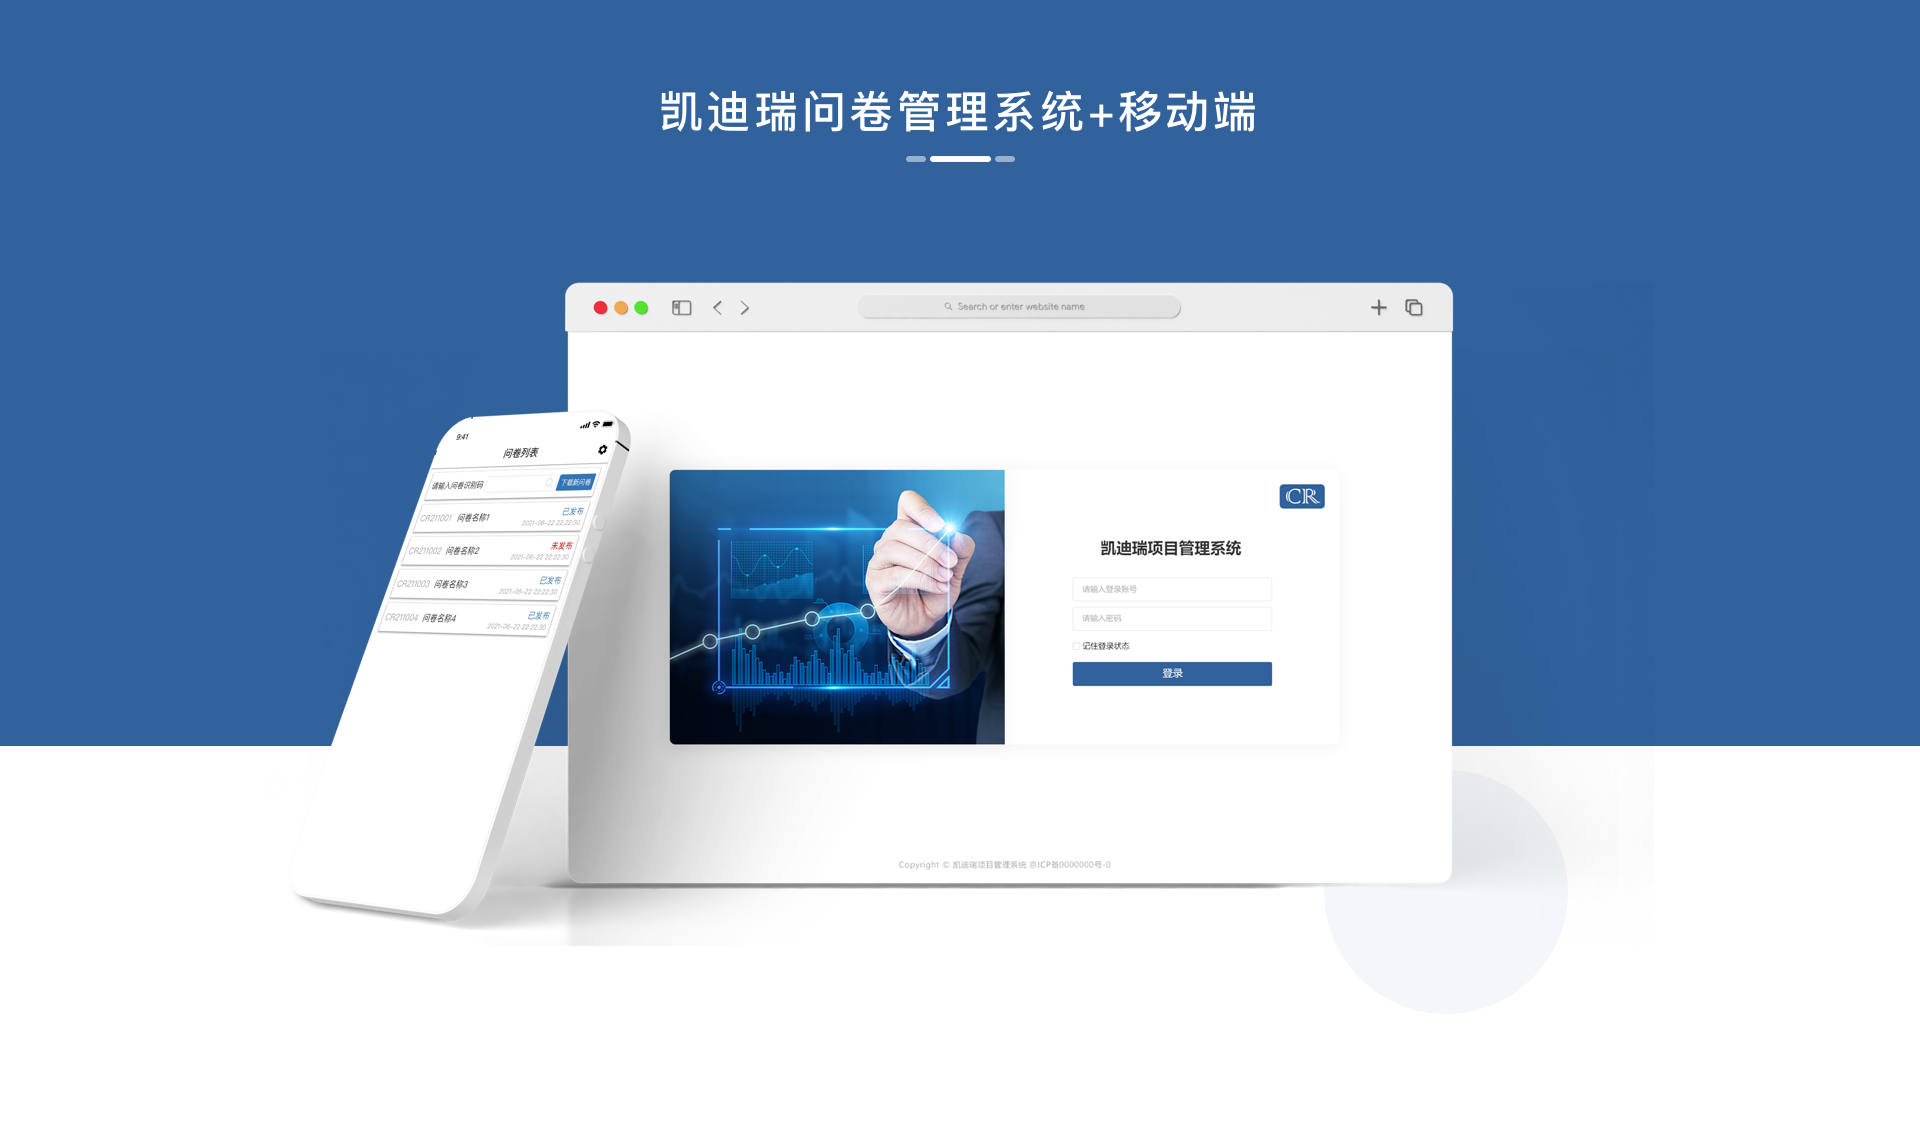 凯迪瑞问卷管理系统+移动端
Search or enter website name
9:41
问卷列表
请输入问卷识别码
下载新问卷
CR211001 问卷名称1
已发布
2021-06-22 22:22:30
CR211002 问卷名称2
未发布
2021-06-22 22:22:30
CR211003 问卷名称3
已发布
2021-06-22 22:22:30
CR211004 问卷名称4
已发布
2021-06-22 22:22:30
CR
凯迪瑞项目管理系统
请输入登录账号
请输入密码
记住登录状态
登录
Copyright © 凯迪瑞项目管理系统 京ICP备0000000号-0